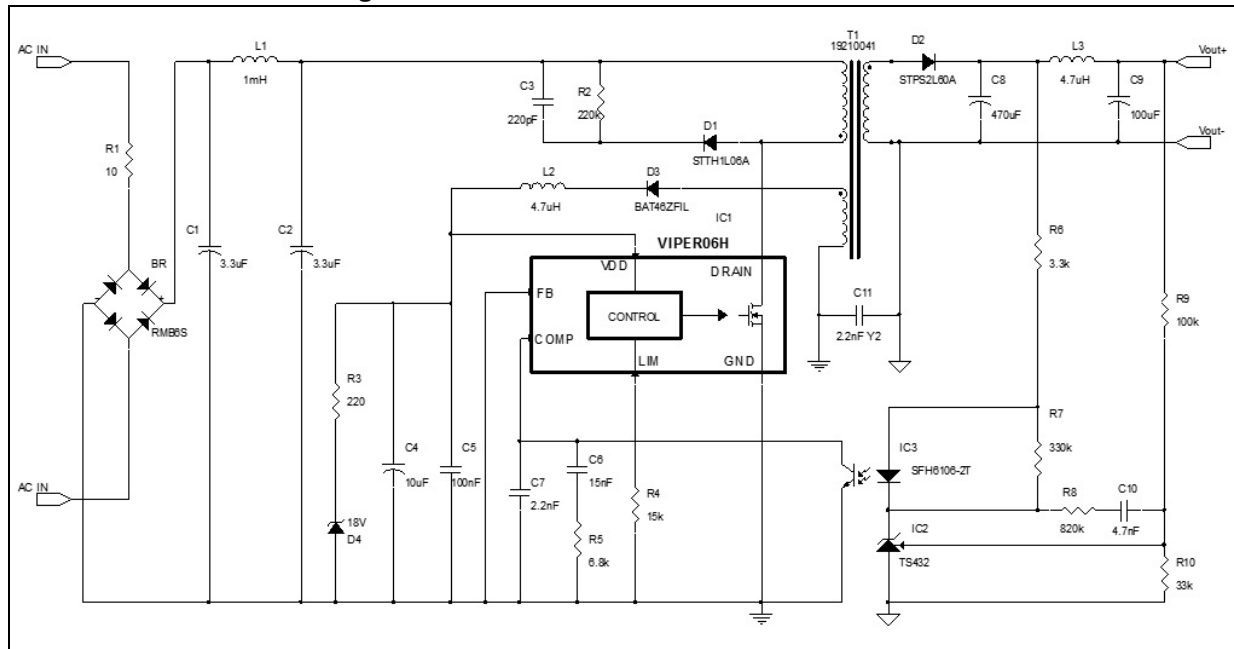 AC IN
R1
10
BR
RMB6S
AC IN
C1
3.3uF
L1
1mH
C2
3.3uF
C3
220pF
R2
220k
D1
STTH1L06A
L2
4.7uH
D3
BAT46ZFIL
T1
19210041
D2
STPS2L60A
C8
470uF
L3
4.7uH
C9
100uF
Vout+
Vout-
IC1
VIPER06H
VDD
DRAIN
FB
CONTROL
COMP
LIM
GND
C11
2.2nF Y2
R6
3.3k
R9
100k
R3
220
18V
D4
C4
10uF
C5
100nF
C7
2.2nF
C6
15nF
R5
6.8k
R4
15k
IC3
SFH6106-2T
R7
330k
R8
820k
C10
4.7nF
IC2
TS432
R10
33k